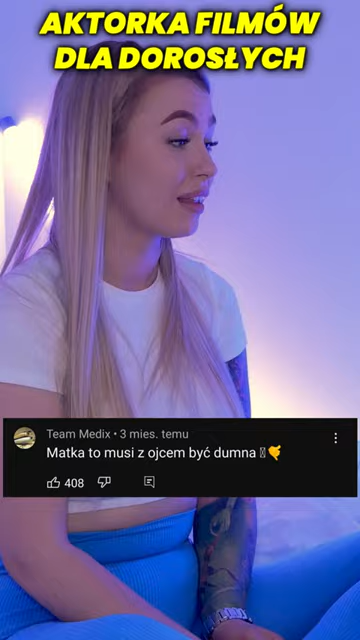 AKTORKA FILMÓW
DLA DOROSŁYCH
Team Medix • 3 mies. temu
Matka to musi z ojcem być dumna
408